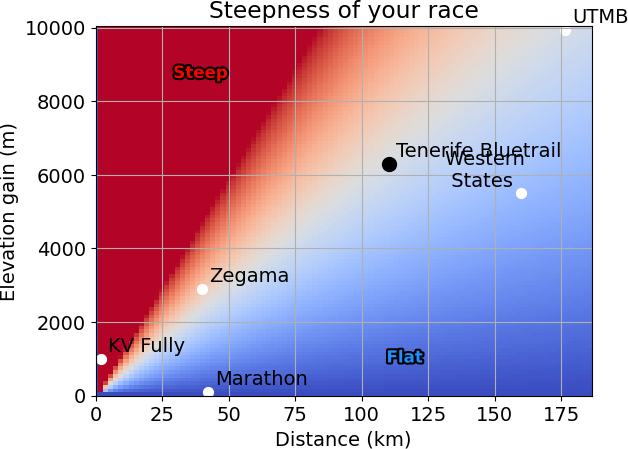 Steepness of your race
UTMB
10000
Steep
8000
Tenerife Bluetrail
Western
States
6000
Elevation gain (m)
4000
Zegama
2000
KV Fully
Flat
Marathon
0
0 25 50 75 100 125 150 175
Distance (km)